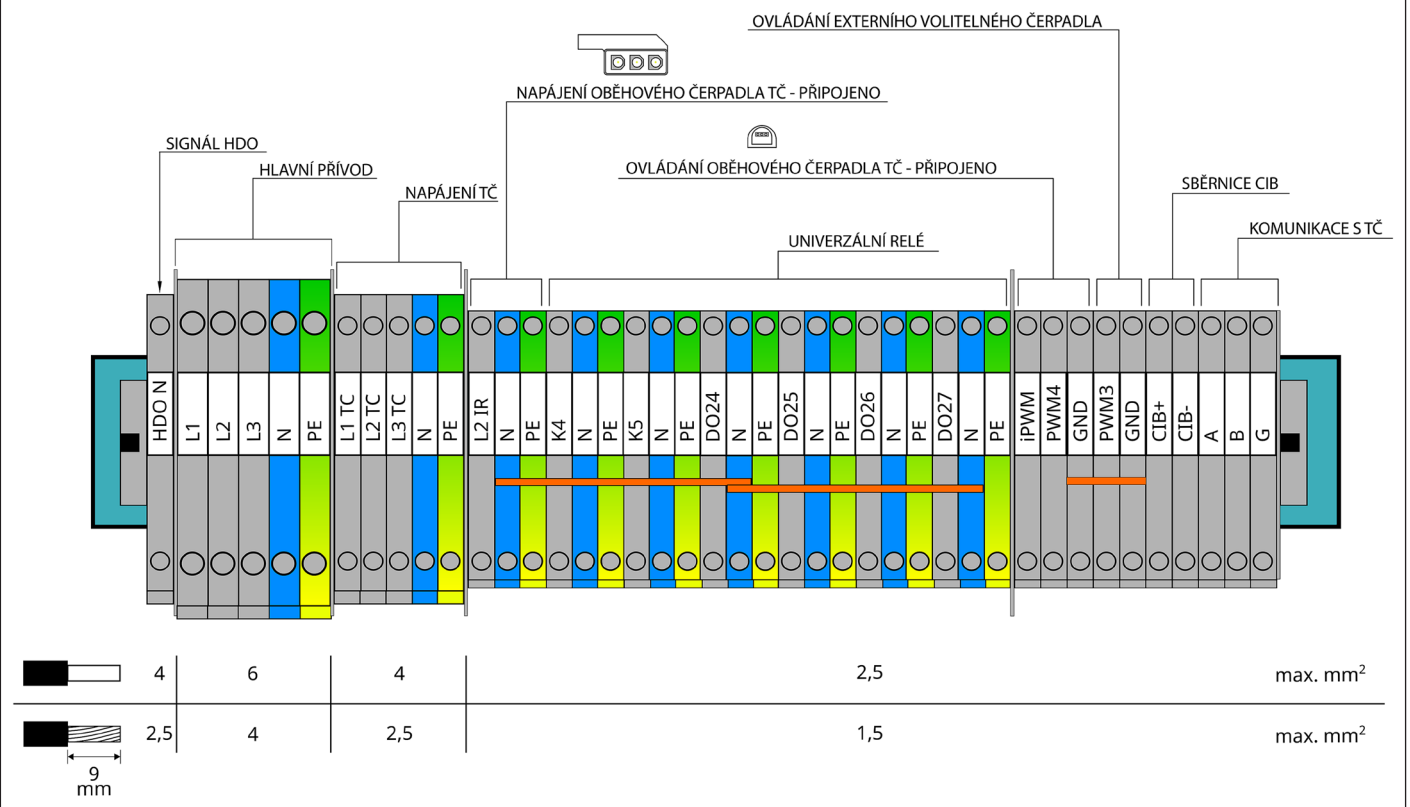 OVLÁDÁNÍ EXTERNÍHO VOLITELNÉHO ČERPADLA
NAPÁJENÍ OBĚHOVÉHO ČERPADLA TČ - PŘIPOJENO
SIGNÁL HDO
HLAVNÍ PŘÍVOD
OVLÁDÁNÍ OBĚHOVÉHO ČERPADLA TČ - PŘIPOJENO
NAPÁJENÍ TČ
SBĚRNICE CIB
UNIVERZÁLNÍ RELÉ
KOMUNIKACE S TČ
HDO N
L1
L2
L3
N
PE
L1 TC
L2 TC
L3 TC
N
PE
L2 IR
N
PE
K4
N
PE
K5
N
PE
DO24
N
PE
DO25
N
PE
DO26
N
PE
DO27
N
PE
iPWM
PWM4
GND
PWM3
GND
CIB+
CIB-
A
B
G
4 6 4 2,5 max. mm²
2,5 4 2,5 1,5 max. mm²
9
mm